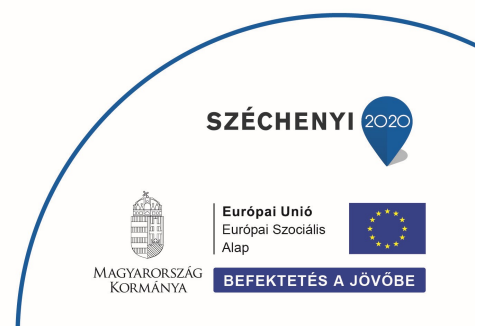 SZÉCHENYI 2020
Európai Unió
Európai Szociális
Alap
MAGYARORSZÁG
KORMÁNYA
BEFEKTETÉS A JÖVŐBE